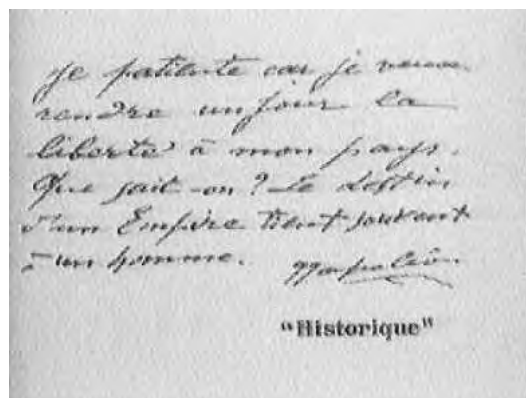 Je patiente car je veux
rendre un jour la
liberté à mon pays.
Que sait-on? Le destin
d'un Empire tient souvent
à un homme.
Napoléon
"Historique"